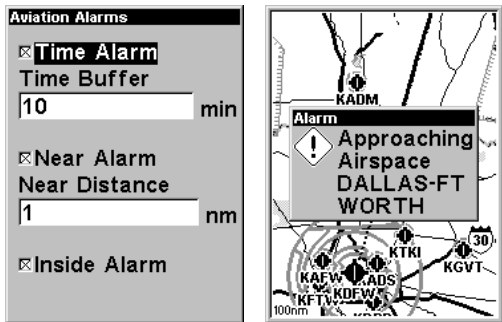 Aviation Alarms
Time Alarm
Time Buffer
10 min
Near Alarm
Near Distance
1 nm
Inside Alarm
KADM
Alarm
Approaching
Airspace
DALLAS-FT
WORTH
30
KTKI
KGVT
KAFW KADS
KFTW KDFW
100nm